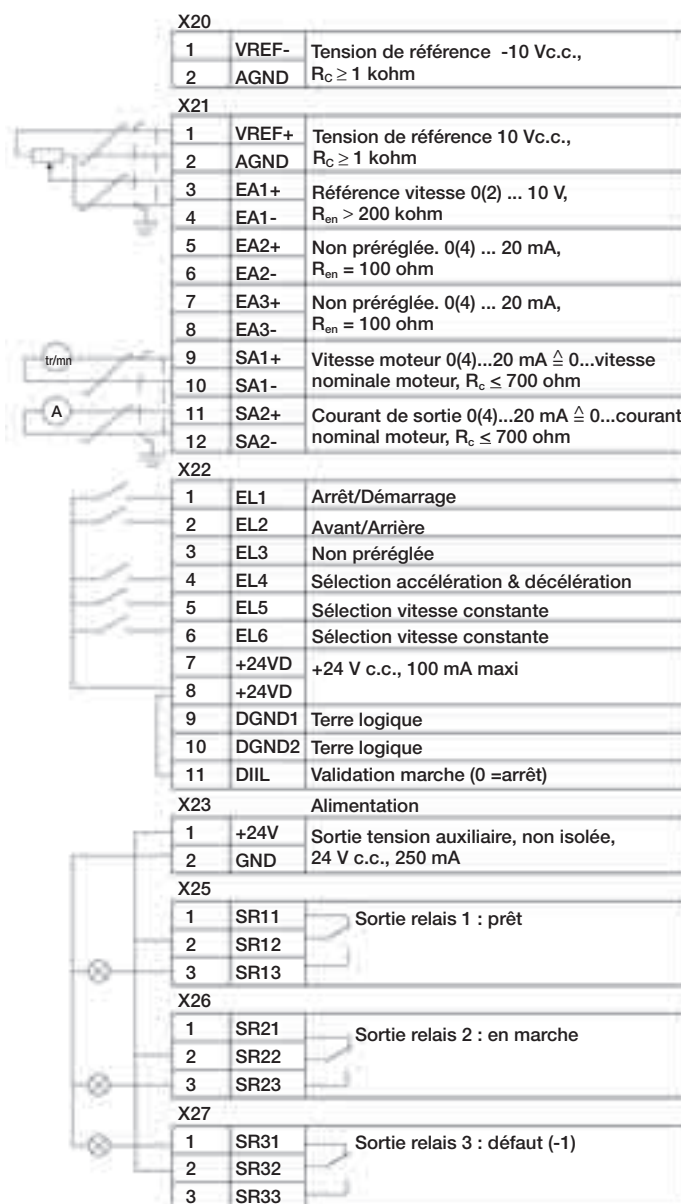 X20
1 VREF- Tension de référence -10 Vc.c.,
2 AGND R_C ≥ 1 kohm
X21
1 VREF+ Tension de référence 10 Vc.c.,
2 AGND R_C ≥ 1 kohm
3 EA1+ Référence vitesse 0(2) ... 10 V,
4 EA1- R_en > 200 kohm
5 EA2+ Non préréglée. 0(4) ... 20 mA,
6 EA2- R_en = 100 ohm
7 EA3+ Non préréglée. 0(4) ... 20 mA,
8 EA3- R_en = 100 ohm
tr/mn 9 SA1+ Vitesse moteur 0(4)...20 mA ≙ 0...vitesse
10 SA1- nominale moteur, R_c ≤ 700 ohm
A 11 SA2+ Courant de sortie 0(4)...20 mA ≙ 0...courant
12 SA2- nominal moteur, R_c ≤ 700 ohm
X22
1 EL1 Arrêt/Démarrage
2 EL2 Avant/Arrière
3 EL3 Non préréglée
4 EL4 Sélection accélération & décélération
5 EL5 Sélection vitesse constante
6 EL6 Sélection vitesse constante
7 +24VD +24 V c.c., 100 mA maxi
8 +24VD
9 DGND1 Terre logique
10 DGND2 Terre logique
11 DIIL Validation marche (0 =arrêt)
X23 Alimentation
1 +24V Sortie tension auxiliaire, non isolée,
2 GND 24 V c.c., 250 mA
X25
1 SR11 Sortie relais 1 : prêt
2 SR12
3 SR13
X26
1 SR21 Sortie relais 2 : en marche
2 SR22
3 SR23
X27
1 SR31 Sortie relais 3 : défaut (-1)
2 SR32
3 SR33